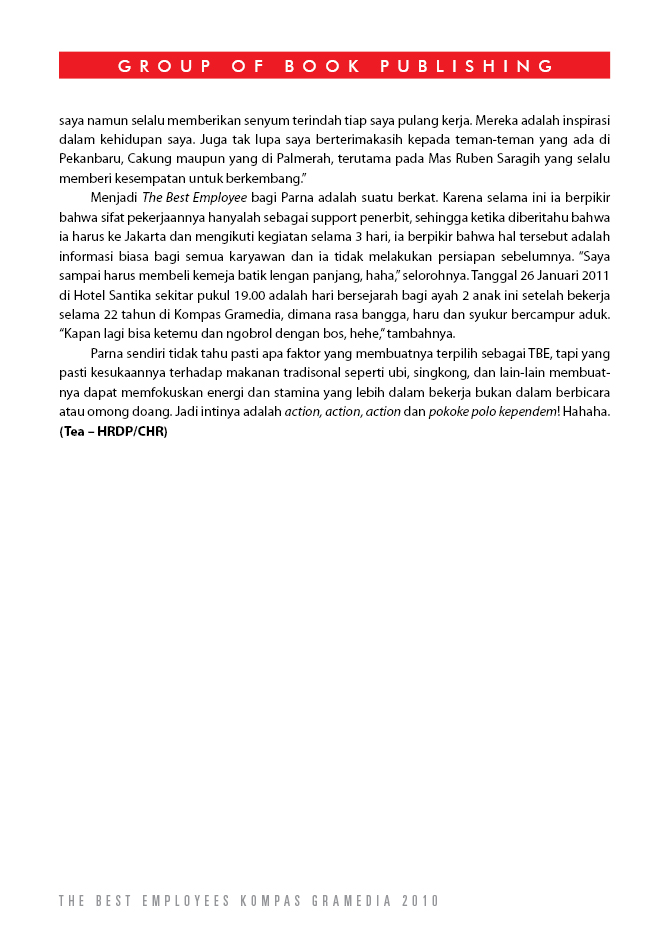 GROUP OF BOOK PUBLISHING
saya namun selalu memberikan senyum terindah tiap saya pulang kerja. Mereka adalah inspirasi
dalam kehidupan saya. Juga tak lupa saya berterimakasih kepada teman-teman yang ada di
Pekanbaru, Cakung maupun yang di Palmerah, terutama pada Mas Ruben Saragih yang selalu
memberi kesempatan untuk berkembang.”
Menjadi The Best Employee bagi Parna adalah suatu berkat. Karena selama ini ia berpikir
bahwa sifat pekerjaannya hanyalah sebagai support penerbit, sehingga ketika diberitahu bahwa
ia harus ke Jakarta dan mengikuti kegiatan selama 3 hari, ia berpikir bahwa hal tersebut adalah
informasi biasa bagi semua karyawan dan ia tidak melakukan persiapan sebelumnya. “Saya
sampai harus membeli kemeja batik lengan panjang, haha,” selorohnya. Tanggal 26 Januari 2011
di Hotel Santika sekitar pukul 19.00 adalah hari bersejarah bagi ayah 2 anak ini setelah bekerja
selama 22 tahun di Kompas Gramedia, dimana rasa bangga, haru dan syukur bercampur aduk.
“Kapan lagi bisa ketemu dan ngobrol dengan bos, hehe,” tambahnya.
Parna sendiri tidak tahu pasti apa faktor yang membuatnya terpilih sebagai TBE, tapi yang
pasti kesukaannya terhadap makanan tradisonal seperti ubi, singkong, dan lain-lain membuat-
nya dapat memfokuskan energi dan stamina yang lebih dalam bekerja bukan dalam berbicara
atau omong doang. Jadi intinya adalah action, action, action dan pokoke polo kependem! Hahaha.
(Tea – HRDP/CHR)
THE BEST EMPLOYEES KOMPAS GRAMEDIA 2010